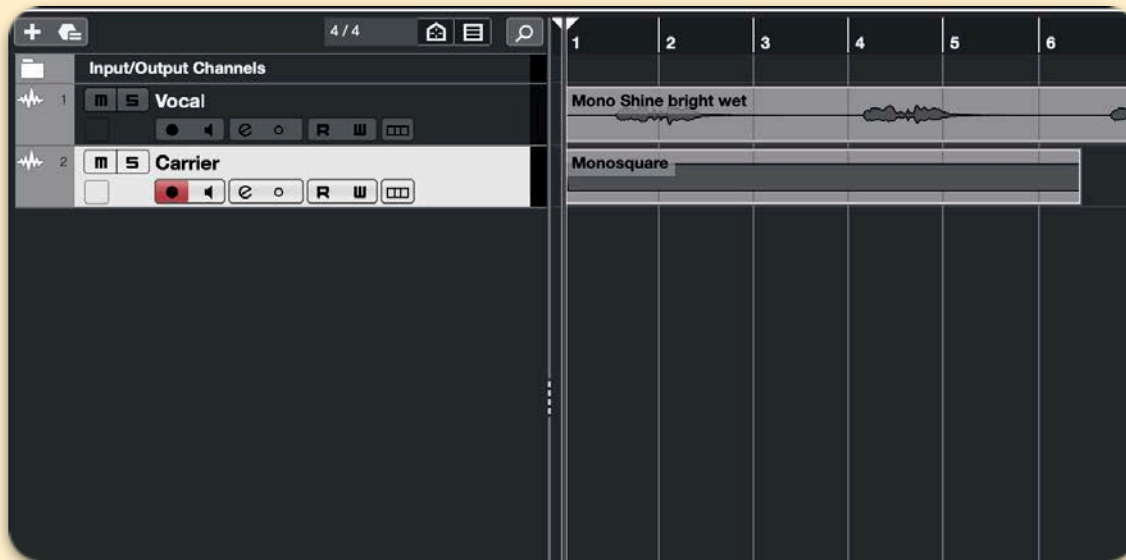 4/4
1 2 3 4 5 6
Input/Output Channels
1 m S Vocal
e R W
Mono Shine bright wet
2 m S Carrier
e R W
Monosquare